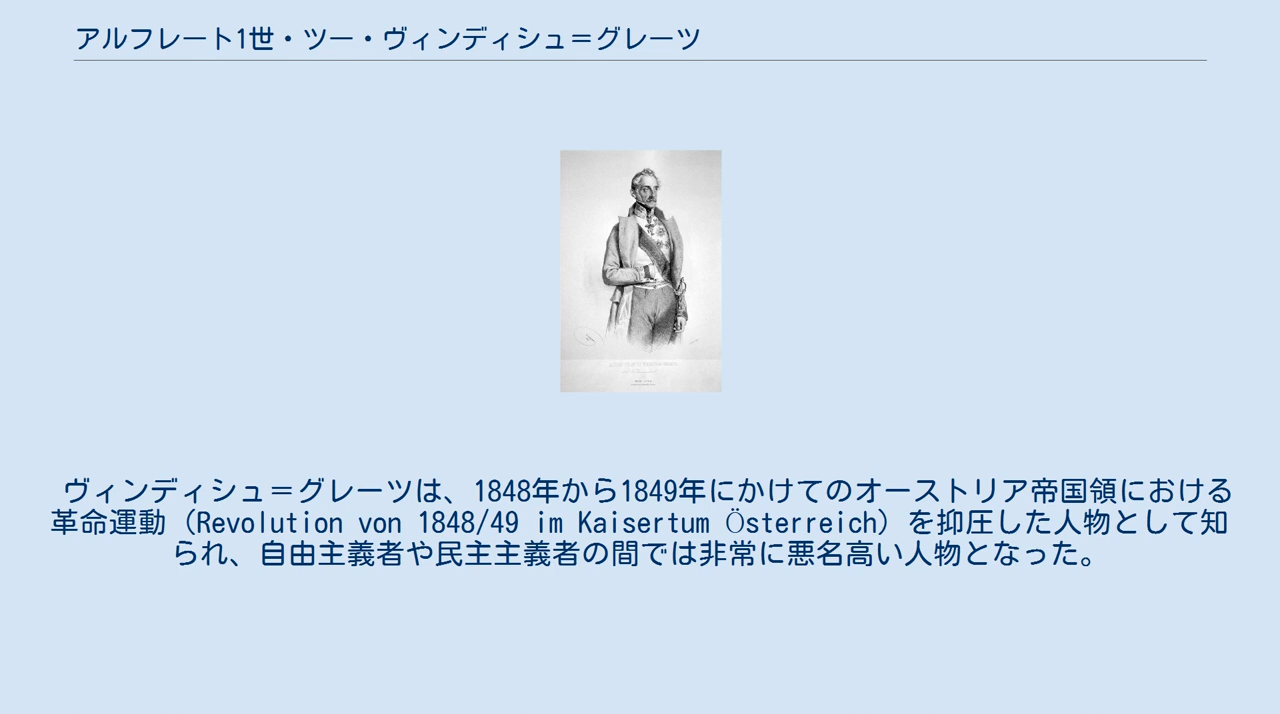 アルフレート1世・ツー・ヴィンディシュ＝グレーツ
ヴィンディシュ＝グレーツは、1848年から1849年にかけてのオーストリア帝国領における
革命運動（Revolution von 1848/49 im Kaisertum Österreich）を抑圧した人物として知
られ、自由主義者や民主主義者の間では非常に悪名高い人物となった。